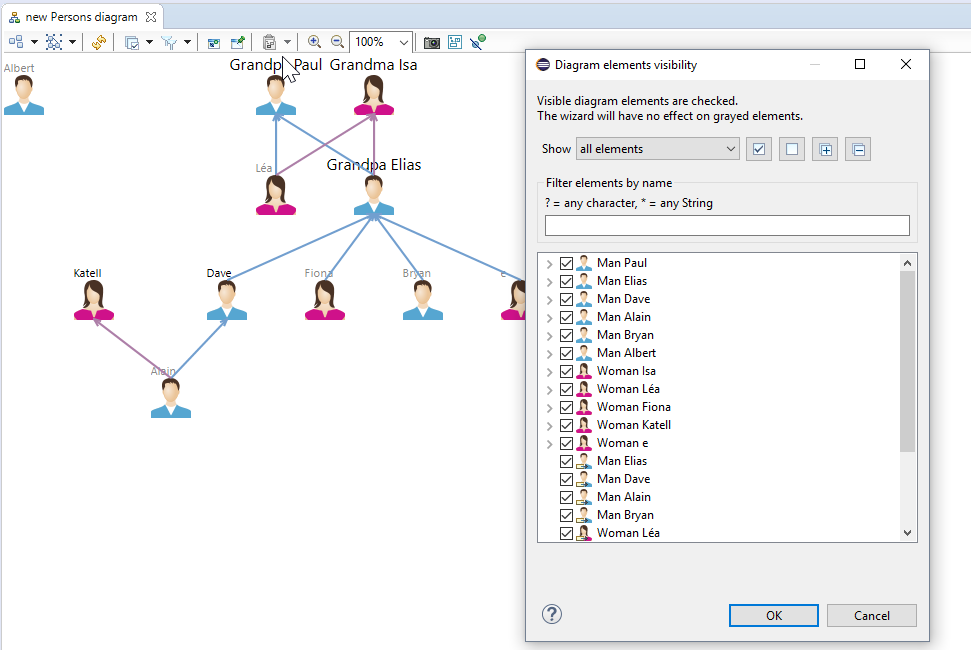 new Persons diagram
100%
Albert
Grandp Paul Grandma Isa
Léa
Grandpa Elias
Katell
Dave
Fiona
Bryan
e
Alain
Diagram elements visibility
Visible diagram elements are checked.
The wizard will have no effect on grayed elements.
Show all elements
Filter elements by name
? = any character, * = any String
Man Paul
Man Elias
Man Dave
Man Alain
Man Bryan
Man Albert
Woman Isa
Woman Léa
Woman Fiona
Woman Katell
Woman e
Man Elias
Man Dave
Man Alain
Man Bryan
Woman Léa
?
OK
Cancel